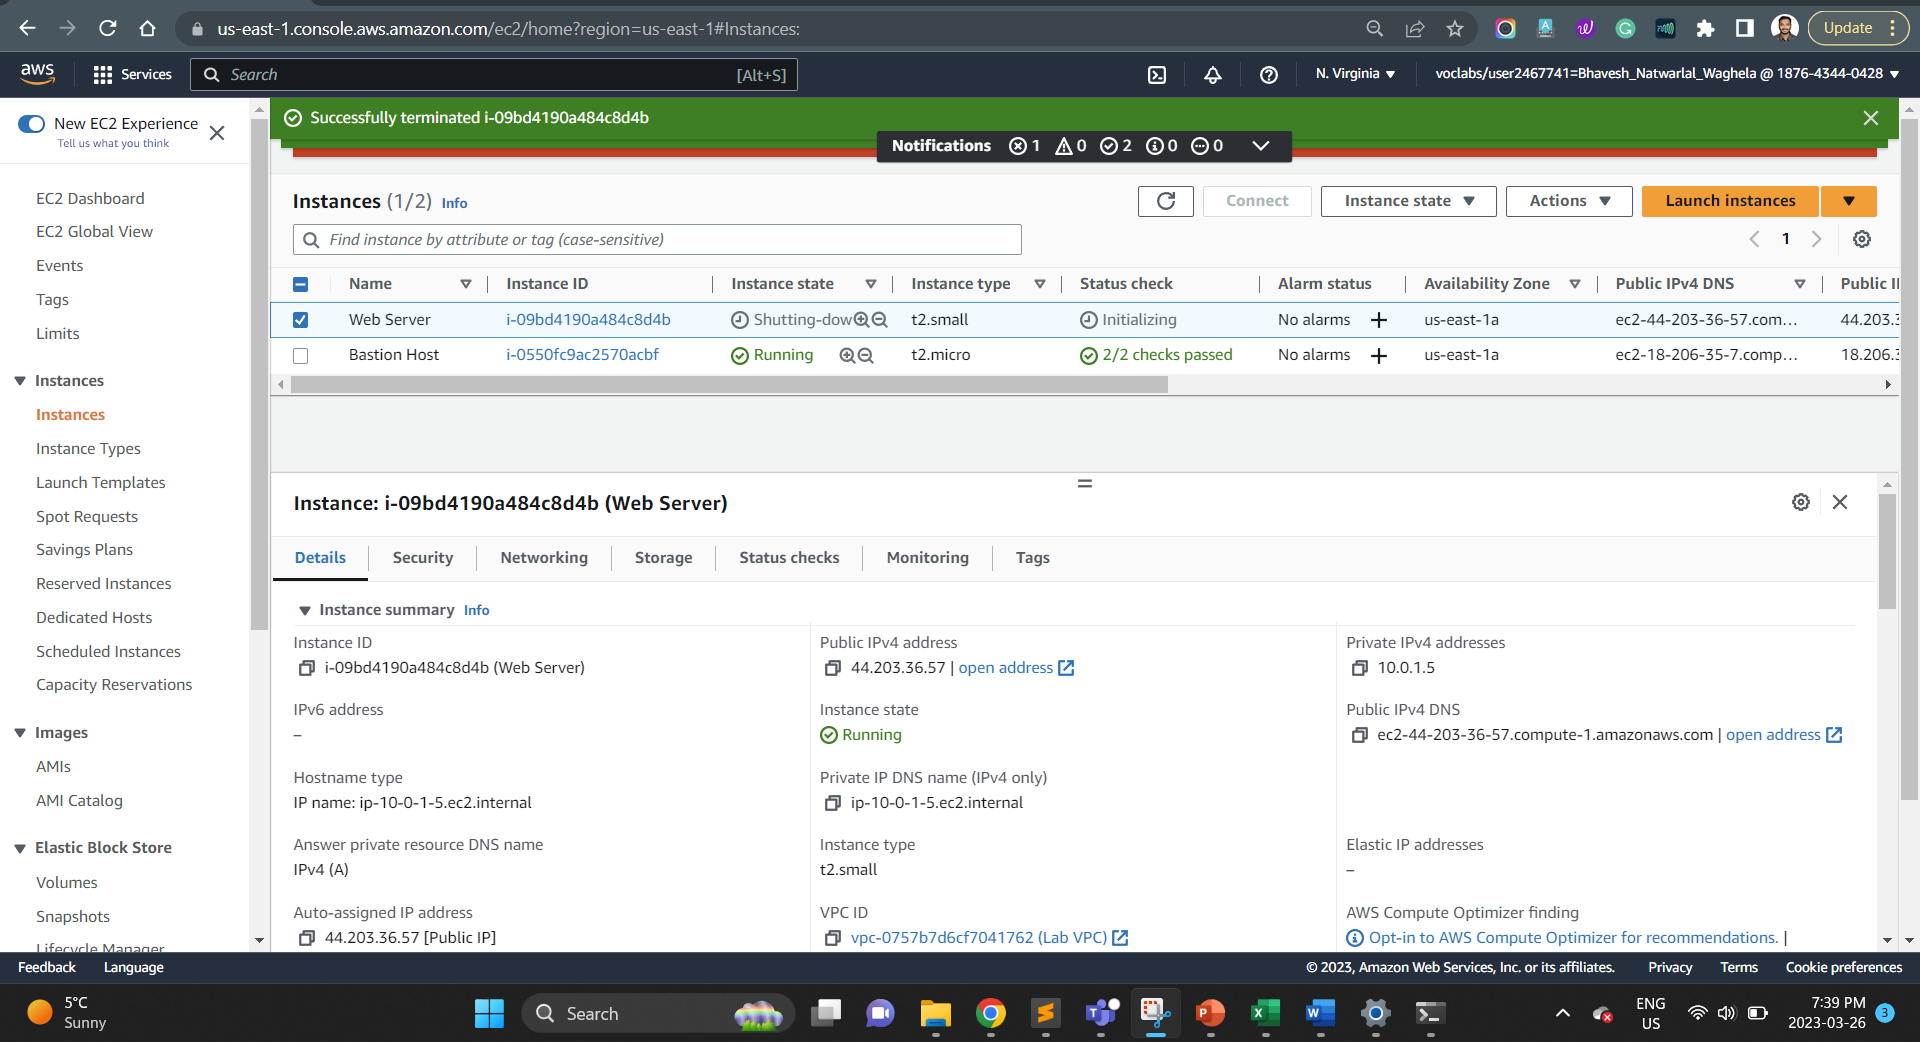 us-east-1.console.aws.amazon.com/ec2/home?region=us-east-1#Instances:
Update
aws
Services
Search
[Alt+S]
N. Virginia
voclabs/user2467741=Bhavesh_Natwarlal_Waghela @ 1876-4344-0428
New EC2 Experience
Tell us what you think
EC2 Dashboard
EC2 Global View
Events
Tags
Limits
Instances
Instances
Instance Types
Launch Templates
Spot Requests
Savings Plans
Reserved Instances
Dedicated Hosts
Scheduled Instances
Capacity Reservations
Images
AMIs
AMI Catalog
Elastic Block Store
Volumes
Snapshots
Lifecycle Manager
Successfully terminated i-09bd4190a484c8d4b
Notifications 1 0 2 0 0
Instances (1/2) Info
Connect
Instance state
Actions
Launch instances
Find instance by attribute or tag (case-sensitive)
1
Name Instance ID Instance state Instance type Status check Alarm status Availability Zone Public IPv4 DNS Public I
Web Server i-09bd4190a484c8d4b Shutting-dow t2.small Initializing No alarms us-east-1a ec2-44-203-36-57.com... 44.203.3
Bastion Host i-0550fc9ac2570acbf Running t2.micro 2/2 checks passed No alarms us-east-1a ec2-18-206-35-7.comp... 18.206.3
Instance: i-09bd4190a484c8d4b (Web Server)
Details Security Networking Storage Status checks Monitoring Tags
Instance summary Info
Instance ID
i-09bd4190a484c8d4b (Web Server)
Public IPv4 address
44.203.36.57 | open address
Private IPv4 addresses
10.0.1.5
IPv6 address
–
Instance state
Running
Public IPv4 DNS
ec2-44-203-36-57.compute-1.amazonaws.com | open address
Hostname type
IP name: ip-10-0-1-5.ec2.internal
Private IP DNS name (IPv4 only)
ip-10-0-1-5.ec2.internal
Answer private resource DNS name
IPv4 (A)
Instance type
t2.small
Elastic IP addresses
–
Auto-assigned IP address
44.203.36.57 [Public IP]
VPC ID
vpc-0757b7d6cf7041762 (Lab VPC)
AWS Compute Optimizer finding
Opt-in to AWS Compute Optimizer for recommendations. |
Feedback Language
© 2023, Amazon Web Services, Inc. or its affiliates. Privacy Terms Cookie preferences
5°C
Sunny
Search
ENG
US
7:39 PM
2023-03-26
3